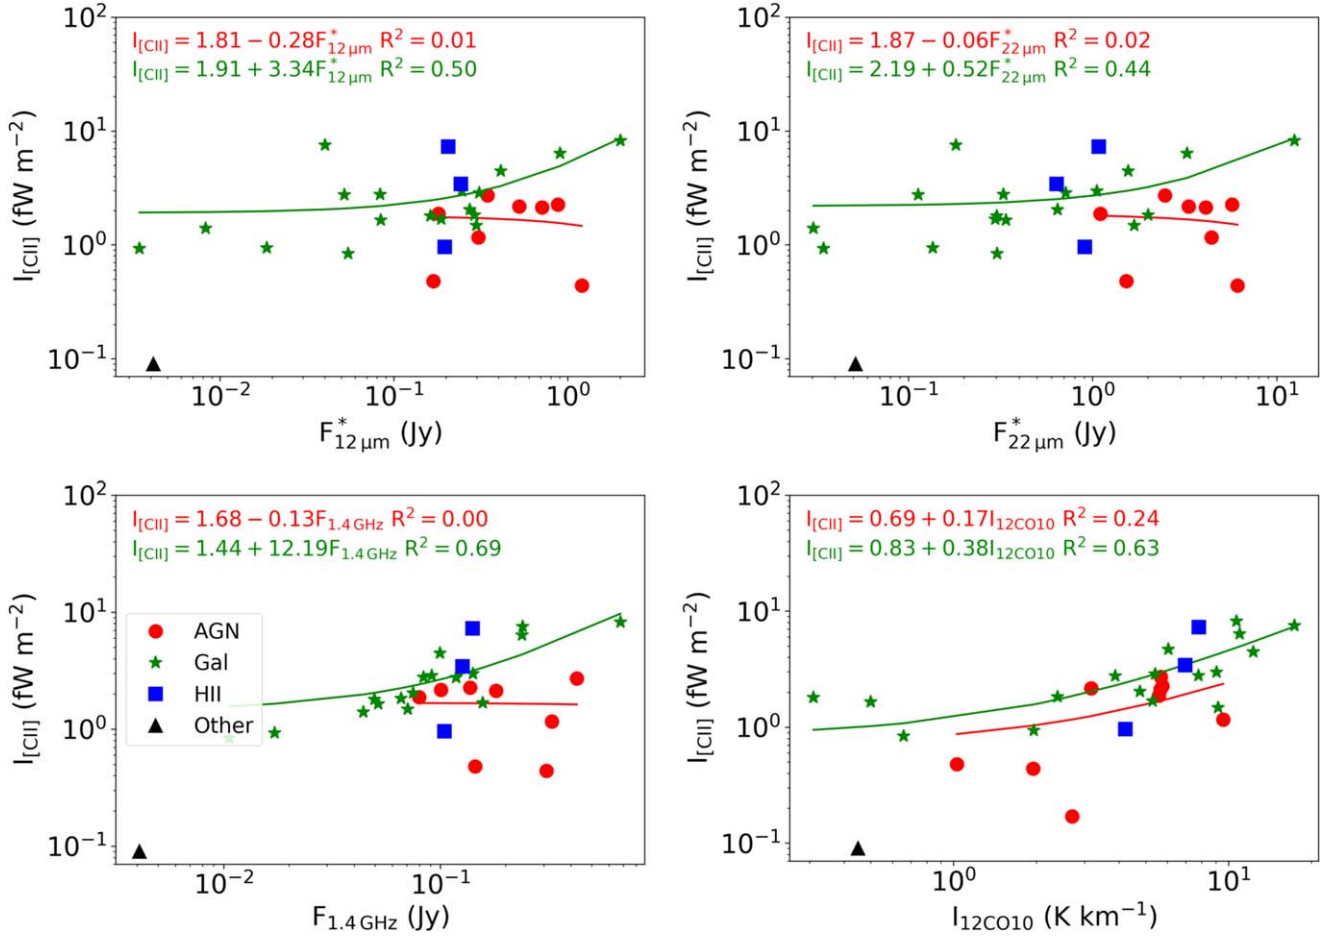 I[CII] = 1.81 − 0.28F*12 μm R² = 0.01
I[CII] = 1.91 + 3.34F*12 μm R² = 0.50
10²
10¹
10⁰
10⁻¹
I[CII] (fW m⁻²)
10⁻² 10⁻¹ 10⁰
F*12 μm (Jy)
I[CII] = 1.87 − 0.06F*22 μm R² = 0.02
I[CII] = 2.19 + 0.52F*22 μm R² = 0.44
10²
10¹
10⁰
10⁻¹
I[CII] (fW m⁻²)
10⁻¹ 10⁰ 10¹
F*22 μm (Jy)
I[CII] = 1.68 − 0.13F1.4 GHz R² = 0.00
I[CII] = 1.44 + 12.19F1.4 GHz R² = 0.69
10²
10¹
10⁰
10⁻¹
I[CII] (fW m⁻²)
AGN
Gal
HII
Other
10⁻² 10⁻¹
F1.4 GHz (Jy)
I[CII] = 0.69 + 0.17I12CO10 R² = 0.24
I[CII] = 0.83 + 0.38I12CO10 R² = 0.63
10²
10¹
10⁰
10⁻¹
I[CII] (fW m⁻²)
10⁰ 10¹
I12CO10 (K km⁻¹)